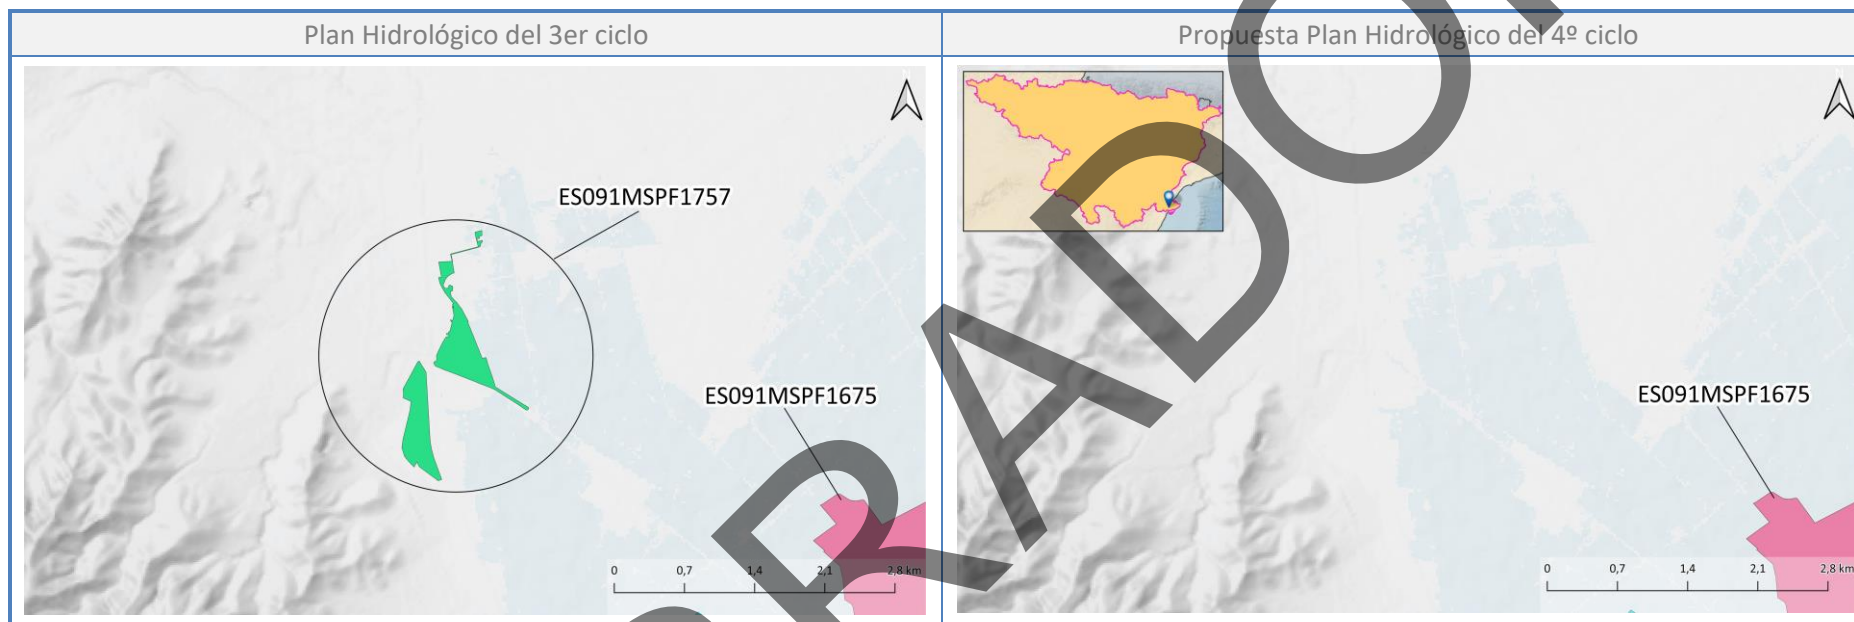 Plan Hidrológico del 3er ciclo
Propuesta Plan Hidrológico del 4º ciclo
ES091MSPF1757
ES091MSPF1675
0 0,7 1,4 2,1 2,8 km
ES091MSPF1675
0 0,7 1,4 2,1 2,8 km